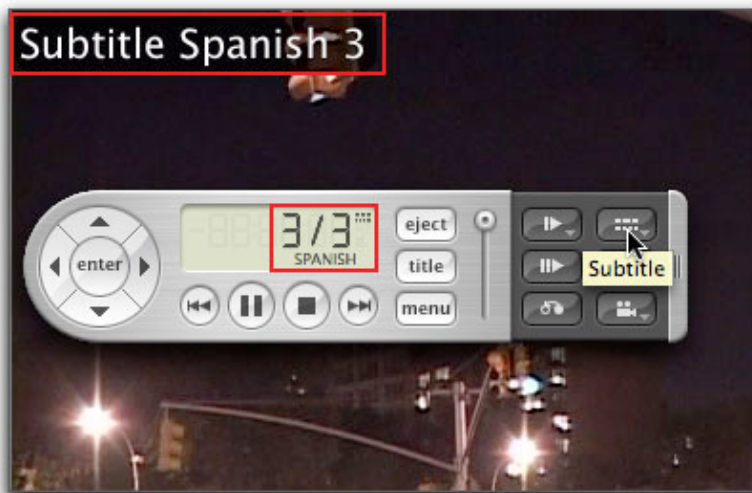 Subtitle Spanish 3
3/3
SPANISH
eject
title
menu
enter
Subtitle